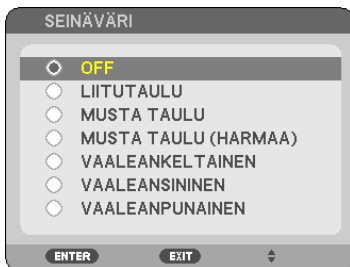 SEINÄVÄRI
OFF
LIITUTAULU
MUSTA TAULU
MUSTA TAULU (HARMAA)
VAALEANKELTAINEN
VAALEANSININEN
VAALEANPUNAINEN
ENTER EXIT